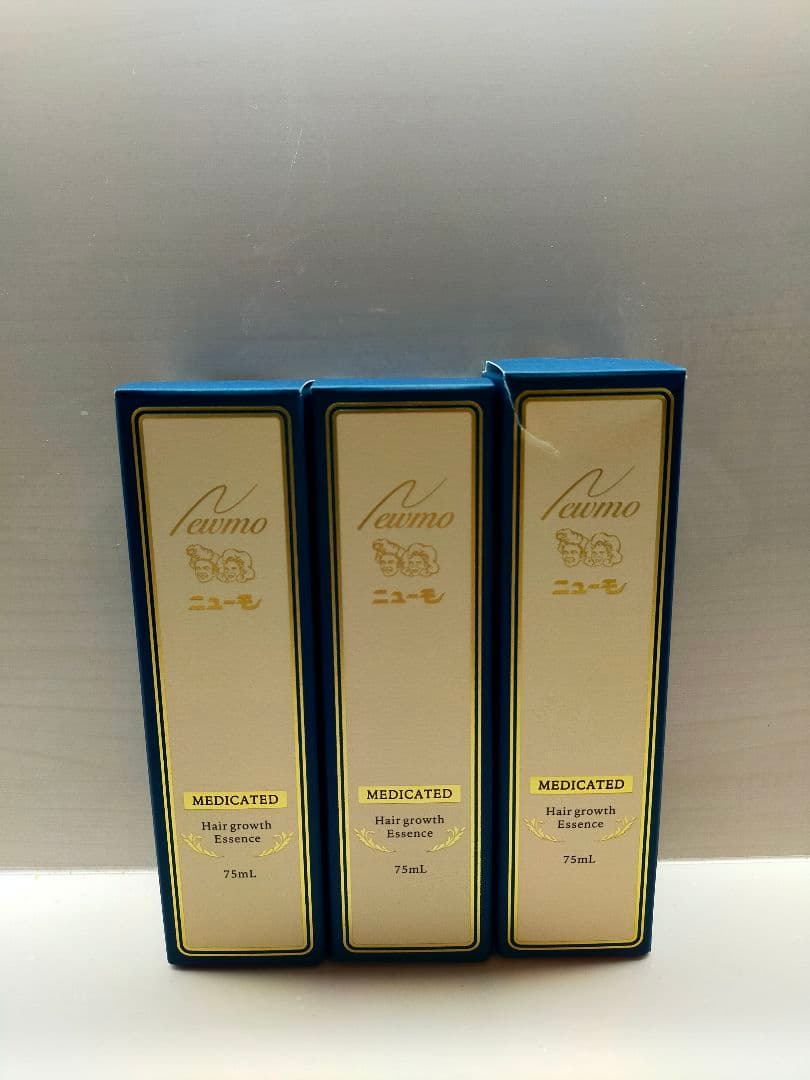 Newmo
ニューモ
MEDICATED
Hair growth
Essence
75mL
Newmo
ニューモ
MEDICATED
Hair growth
Essence
75mL
Newmo
ニューモ
MEDICATED
Hair growth
Essence
75mL